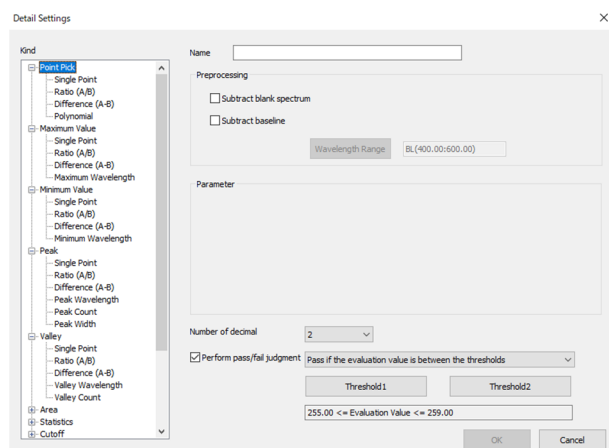 Detail Settings
Kind
Point Pick
Single Point
Ratio (A/B)
Difference (A-B)
Polynomial
Maximum Value
Single Point
Ratio (A/B)
Difference (A-B)
Maximum Wavelength
Minimum Value
Single Point
Ratio (A/B)
Difference (A-B)
Minimum Wavelength
Peak
Single Point
Ratio (A/B)
Difference (A-B)
Peak Wavelength
Peak Count
Peak Width
Valley
Single Point
Ratio (A/B)
Difference (A-B)
Valley Wavelength
Valley Count
Area
Statistics
Cutoff
Name
Preprocessing
Subtract blank spectrum
Subtract baseline
Wavelength Range BL(400.00:600.00)
Parameter
Number of decimal 2
Perform pass/fail judgment Pass if the evaluation value is between the thresholds
Threshold1 Threshold2
255.00 <= Evaluation Value <= 259.00
OK Cancel